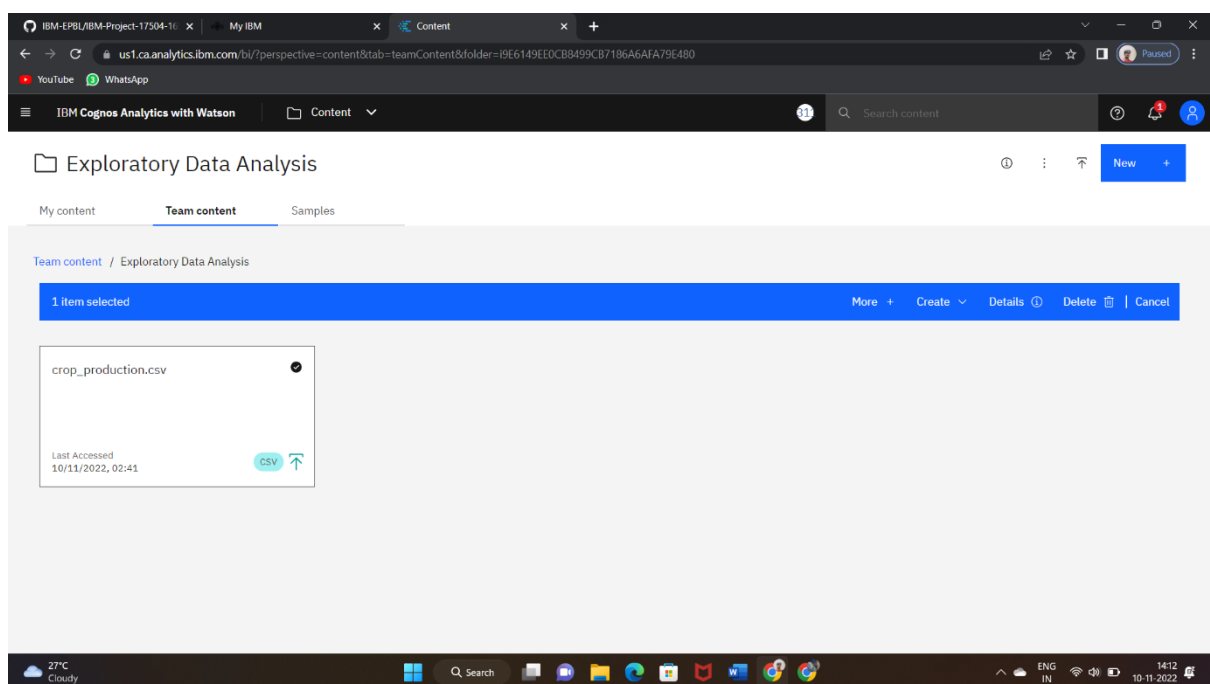 IBM-EPBL/IBM-Project-17504-16
My IBM
Content
us1.ca.analytics.ibm.com/bi/?perspective=content&tab=teamContent&folder=i9E6149EE0CB8499CB7186A6AFA79E480
Paused
YouTube
3 WhatsApp
IBM Cognos Analytics with Watson
Content
Search content
1
Exploratory Data Analysis
New +
My content
Team content
Samples
Team content / Exploratory Data Analysis
1 item selected
More +
Create
Details
Delete
Cancel
crop_production.csv
Last Accessed
10/11/2022, 02:41
CSV
27°C
Cloudy
Search
ENG
IN
14:12
10-11-2022